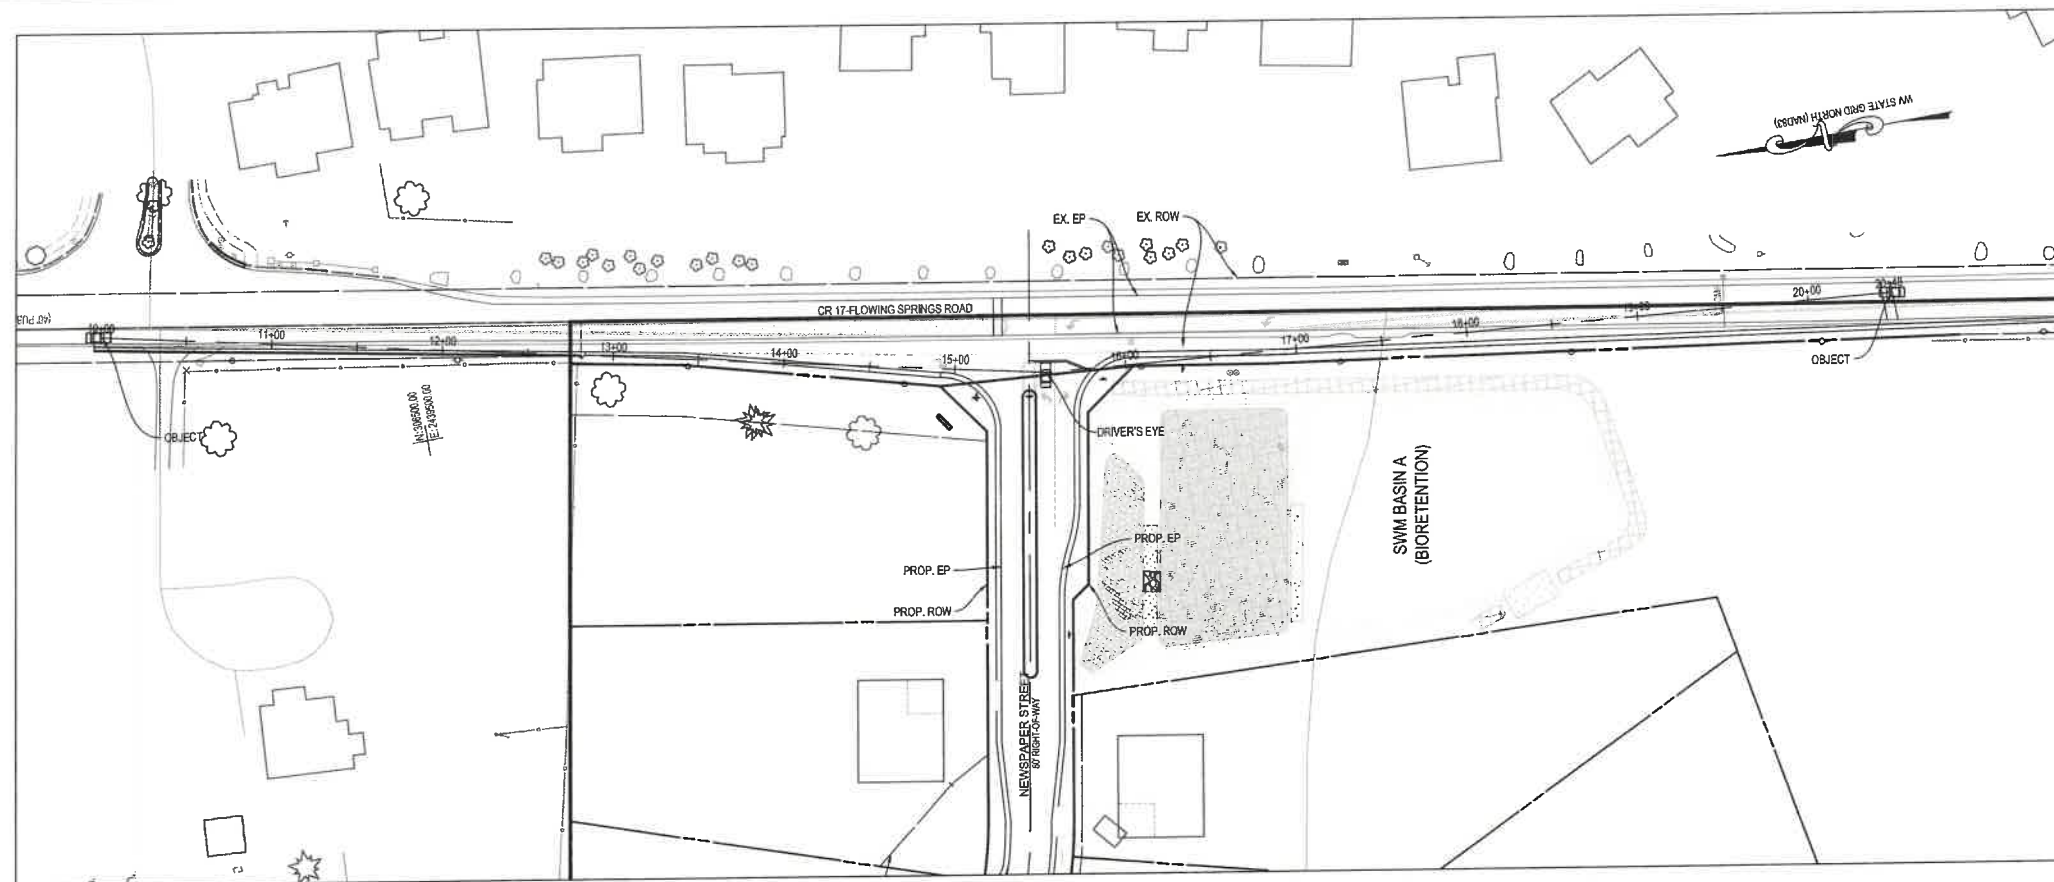 WV STATE GRID NORTH (NAD83)
EX. EP
EX. ROW
CR 17-FLOWING SPRINGS ROAD
(40' PUB
10+00
11+00
12+00
13+00
14+00
15+00
16+00
17+00
18+00
19+00
20+00
OBJECT
OBJECT
N:306500.00
E:2439500.00
DRIVER'S EYE
SWM BASIN A
(BIORETENTION)
PROP. EP
PROP. EP
PROP. ROW
PROP. ROW
NEWSPAPER STREET
60' RIGHT-OF-WAY